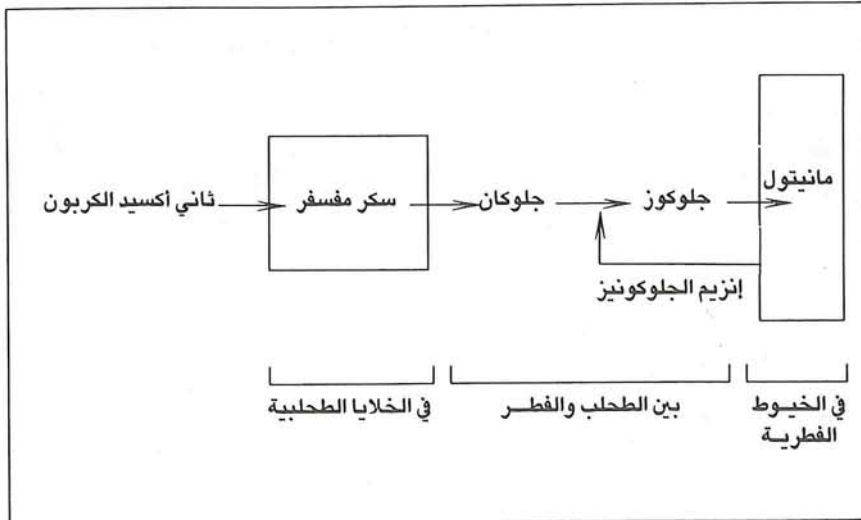 مانيتول
ثاني أكسيد الكربون
سكر مفسفر
جلوكان
جلوكوز
إنزيم الجلوكونيز
في الخلايا الطحلبية
بين الطحلب والفطر
في الخيوط
الفطرية